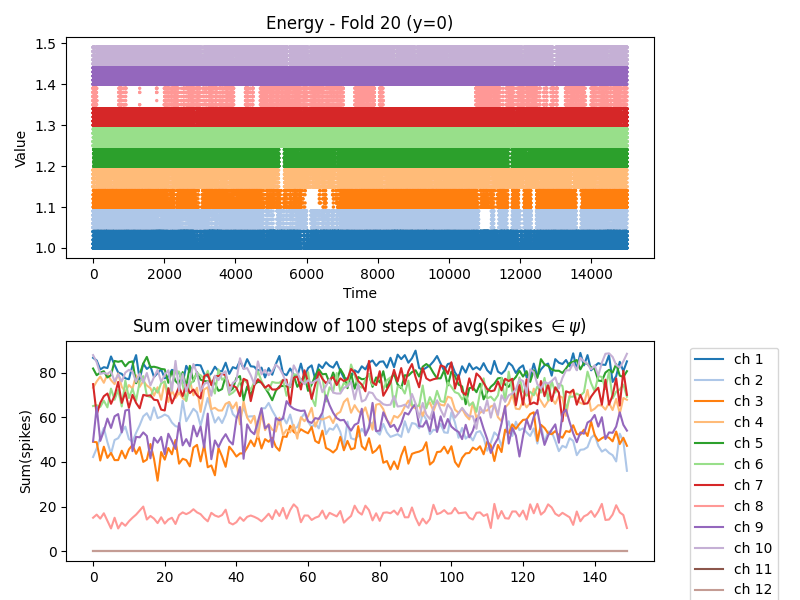 Energy - Fold 20 (y=0)
1.5
1.4
1.3
1.2
1.1
1.0
Value
0 2000 4000 6000 8000 10000 12000 14000
Time
Sum over timewindow of 100 steps of avg(spikes ∈ ψ)
80
60
40
20
0
Sum(spikes)
0 20 40 60 80 100 120 140
ch 1
ch 2
ch 3
ch 4
ch 5
ch 6
ch 7
ch 8
ch 9
ch 10
ch 11
ch 12